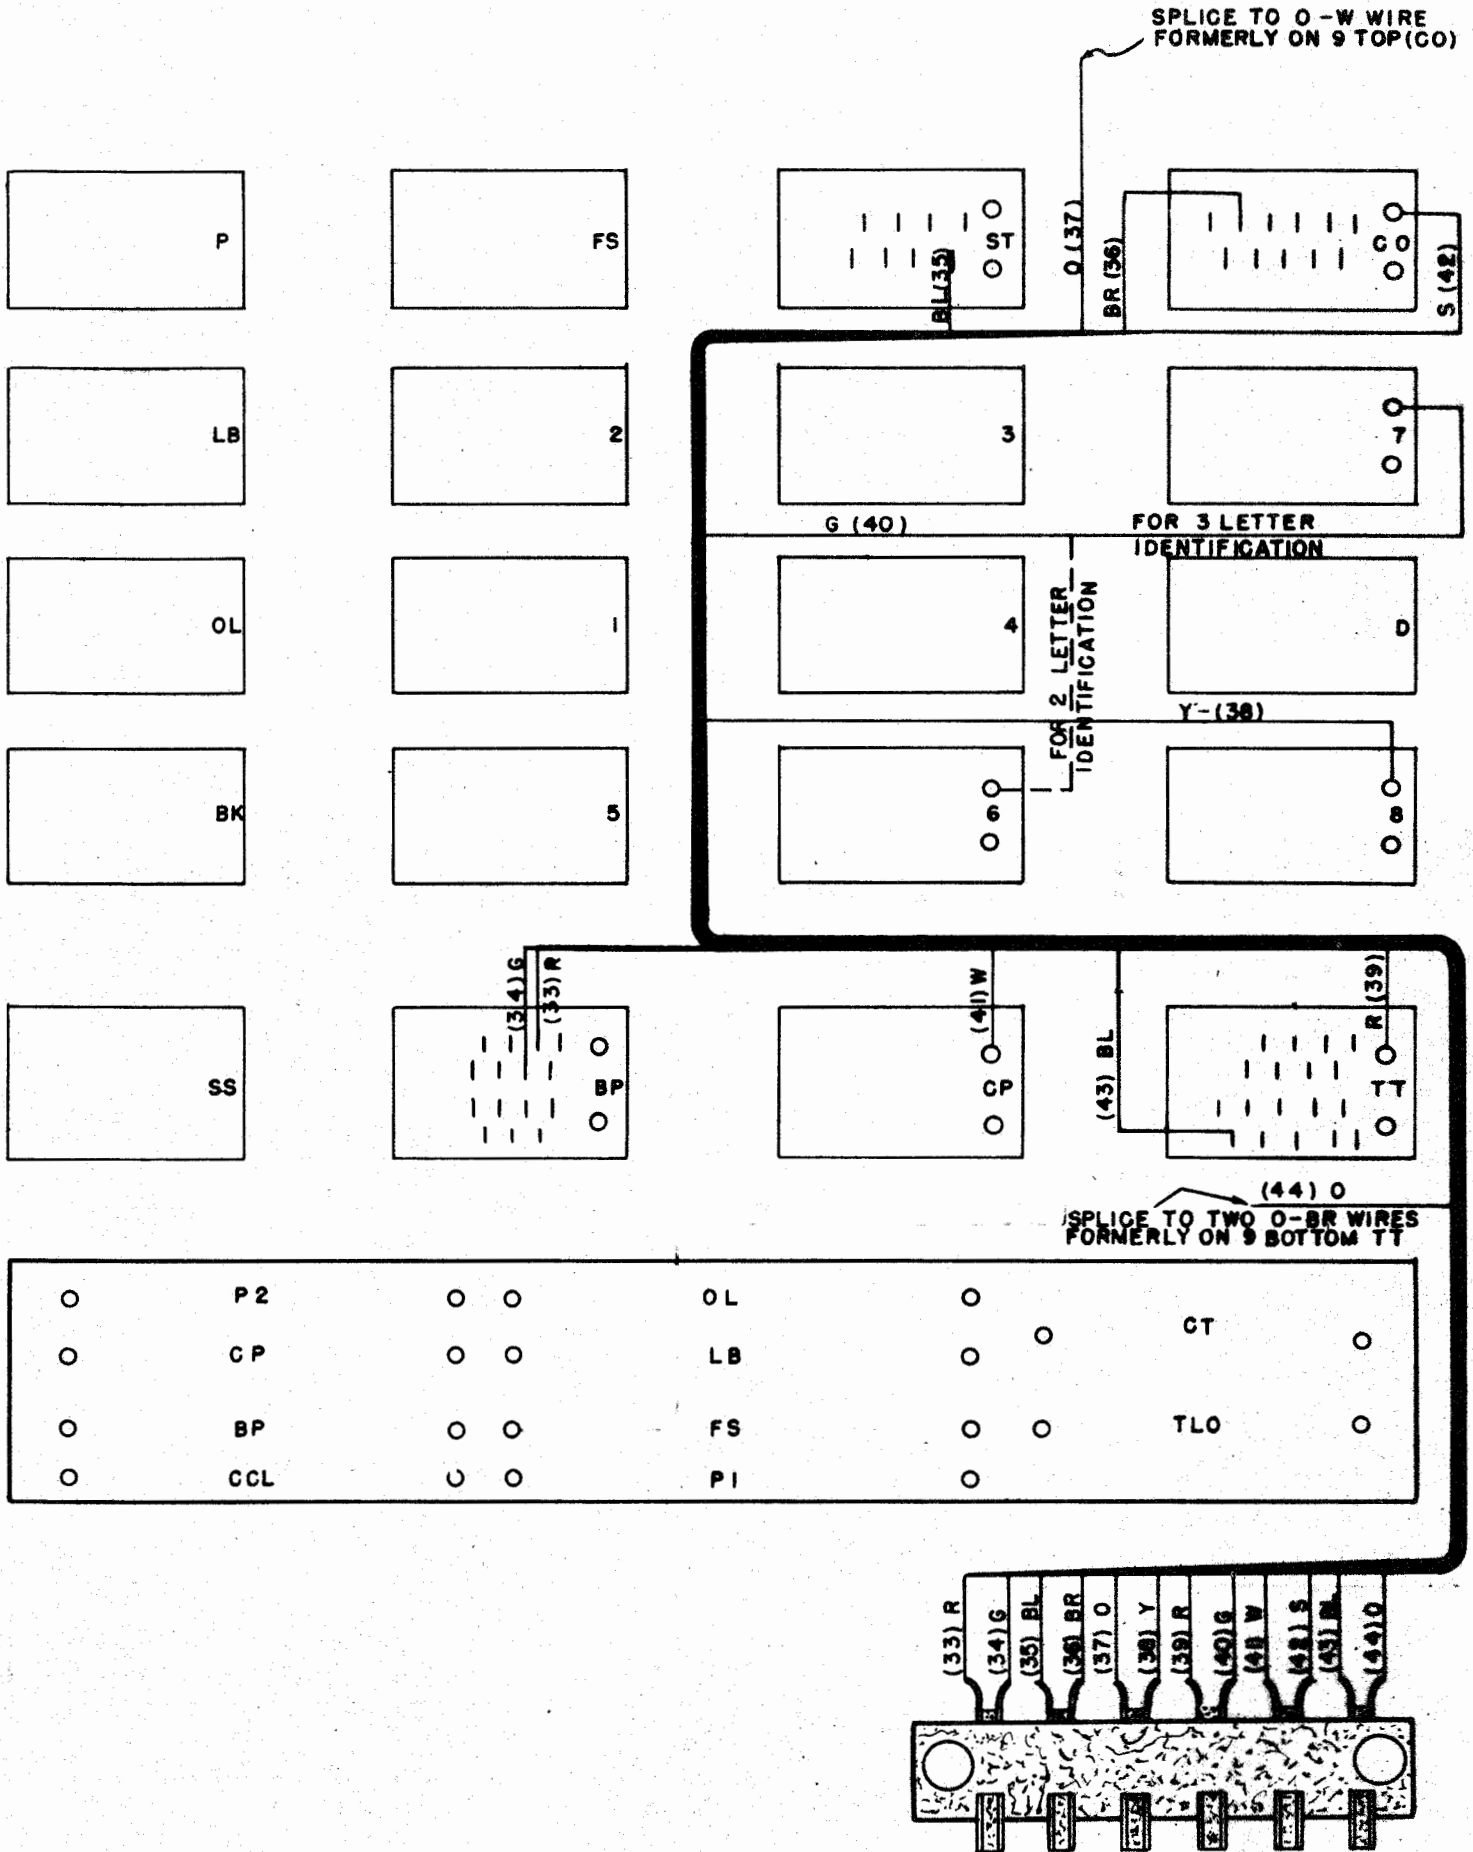 SPLICE TO O-W WIRE
FORMERLY ON 9 TOP (CO)
P
FS
ST
CO
BL (35)
O (37)
BR (36)
S (42)
LB
2
3
7
G (40)
FOR 3 LETTER
IDENTIFICATION
OL
1
4
D
FOR 2 LETTER
IDENTIFICATION
Y-(38)
BK
5
6
8
(34) G
(33) R
(41) W
(43) BL
R (39)
SS
BP
CP
TT
(44) O
SPLICE TO TWO O-BR WIRES
FORMERLY ON 9 BOTTOM TT
P2
OL
CT
CP
LB
BP
FS
TLO
CCL
P1
(33) R
(34) G
(35) BL
(36) BR
(37) O
(38) Y
(39) R
(40) G
(41) W
(42) S
(43) BL
(44) O